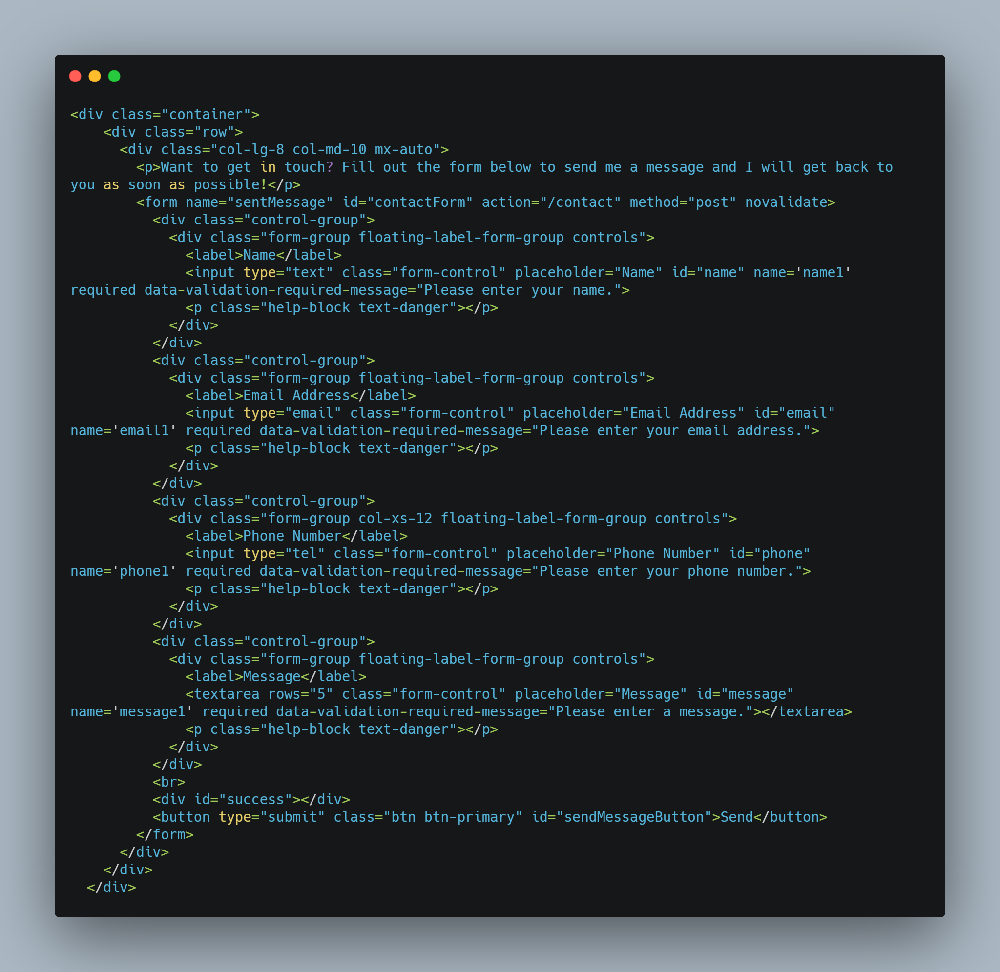 <div class="container">
    <div class="row">
      <div class="col-lg-8 col-md-10 mx-auto">
        <p>Want to get in touch? Fill out the form below to send me a message and I will get back to
you as soon as possible!</p>
        <form name="sentMessage" id="contactForm" action="/contact" method="post" novalidate>
          <div class="control-group">
            <div class="form-group floating-label-form-group controls">
              <label>Name</label>
              <input type="text" class="form-control" placeholder="Name" id="name" name='name1'
required data-validation-required-message="Please enter your name.">
              <p class="help-block text-danger"></p>
            </div>
          </div>
          <div class="control-group">
            <div class="form-group floating-label-form-group controls">
              <label>Email Address</label>
              <input type="email" class="form-control" placeholder="Email Address" id="email"
name='email1' required data-validation-required-message="Please enter your email address.">
              <p class="help-block text-danger"></p>
            </div>
          </div>
          <div class="control-group">
            <div class="form-group col-xs-12 floating-label-form-group controls">
              <label>Phone Number</label>
              <input type="tel" class="form-control" placeholder="Phone Number" id="phone"
name='phone1' required data-validation-required-message="Please enter your phone number.">
              <p class="help-block text-danger"></p>
            </div>
          </div>
          <div class="control-group">
            <div class="form-group floating-label-form-group controls">
              <label>Message</label>
              <textarea rows="5" class="form-control" placeholder="Message" id="message"
name='message1' required data-validation-required-message="Please enter a message."></textarea>
              <p class="help-block text-danger"></p>
            </div>
          </div>
          <br>
          <div id="success"></div>
          <button type="submit" class="btn btn-primary" id="sendMessageButton">Send</button>
        </form>
      </div>
    </div>
  </div>